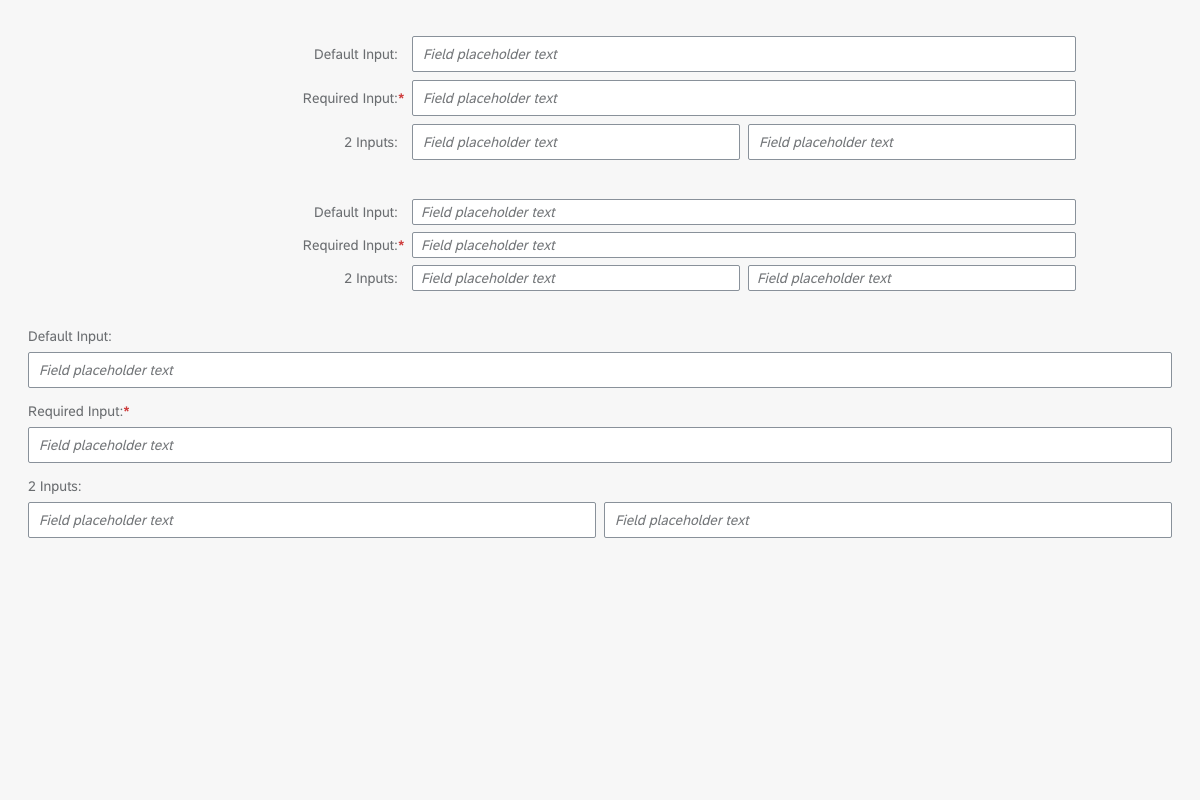 Default Input: Field placeholder text
Required Input:* Field placeholder text
2 Inputs: Field placeholder text Field placeholder text
Default Input: Field placeholder text
Required Input:* Field placeholder text
2 Inputs: Field placeholder text Field placeholder text
Default Input:
Field placeholder text
Required Input:*
Field placeholder text
2 Inputs:
Field placeholder text Field placeholder text